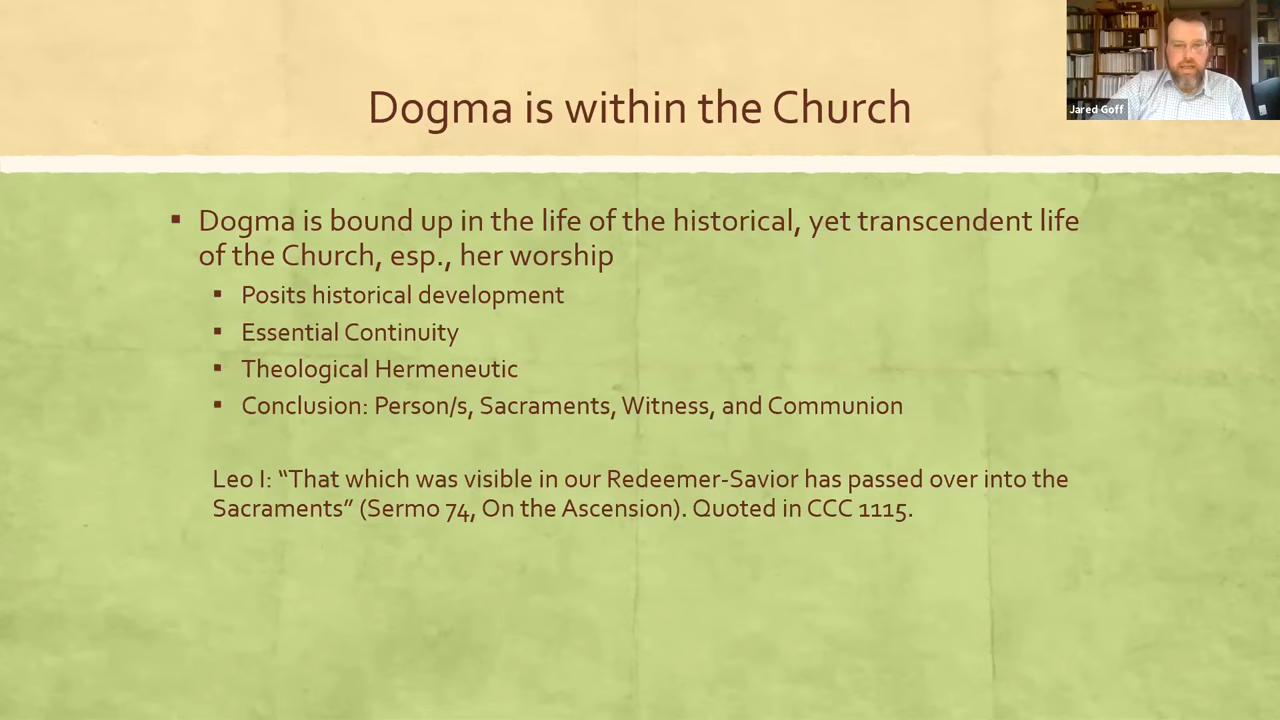 Jared Goff
Dogma is within the Church
▪ Dogma is bound up in the life of the historical, yet transcendent life
of the Church, esp., her worship
▪ Posits historical development
▪ Essential Continuity
▪ Theological Hermeneutic
▪ Conclusion: Person/s, Sacraments, Witness, and Communion
Leo I: “That which was visible in our Redeemer-Savior has passed over into the
Sacraments” (Sermo 74, On the Ascension). Quoted in CCC 1115.